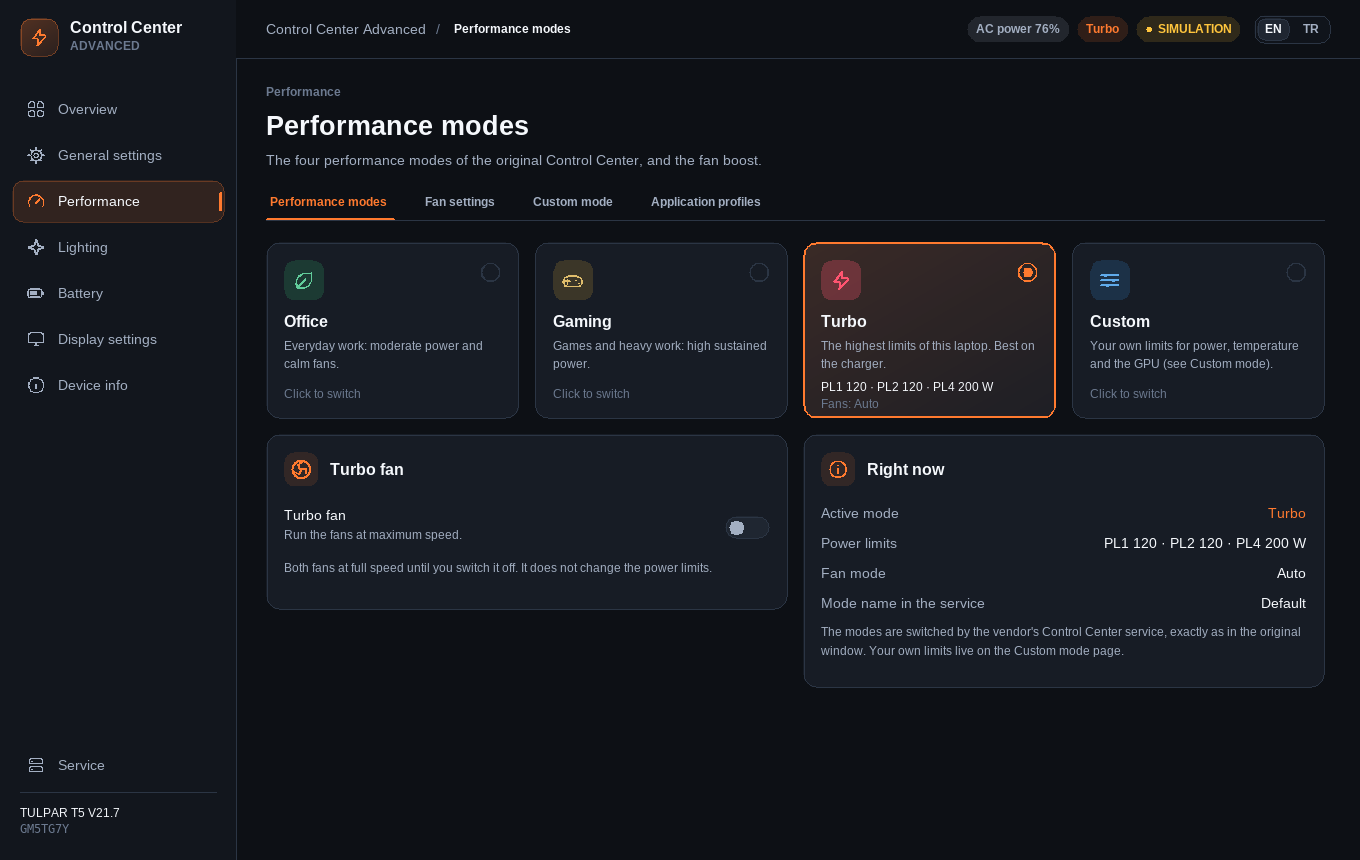 Control Center
ADVANCED
Overview
General settings
Performance
Lighting
Battery
Display settings
Device info
Service
TULPAR T5 V21.7
GM5TG7Y
Control Center Advanced / Performance modes
AC power 76%
Turbo
SIMULATION
EN
TR
Performance
Performance modes
The four performance modes of the original Control Center, and the fan boost.
Performance modes
Fan settings
Custom mode
Application profiles
Office
Everyday work: moderate power and
calm fans.
Click to switch
Gaming
Games and heavy work: high sustained
power.
Click to switch
Turbo
The highest limits of this laptop. Best on
the charger.
PL1 120 · PL2 120 · PL4 200 W
Fans: Auto
Custom
Your own limits for power, temperature
and the GPU (see Custom mode).
Click to switch
Turbo fan
Turbo fan
Run the fans at maximum speed.
Both fans at full speed until you switch it off. It does not change the power limits.
Right now
Active mode Turbo
Power limits PL1 120 · PL2 120 · PL4 200 W
Fan mode Auto
Mode name in the service Default
The modes are switched by the vendor's Control Center service, exactly as in the original
window. Your own limits live on the Custom mode page.